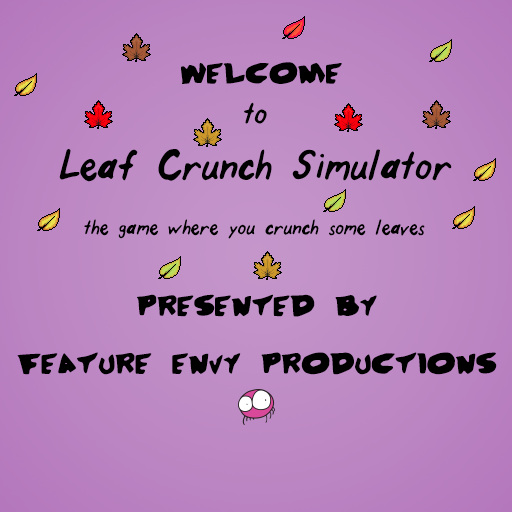 WELCOME
to
Leaf Crunch Simulator
the game where you crunch some leaves
PRESENTED BY
FEATURE ENVY PRODUCTIONS